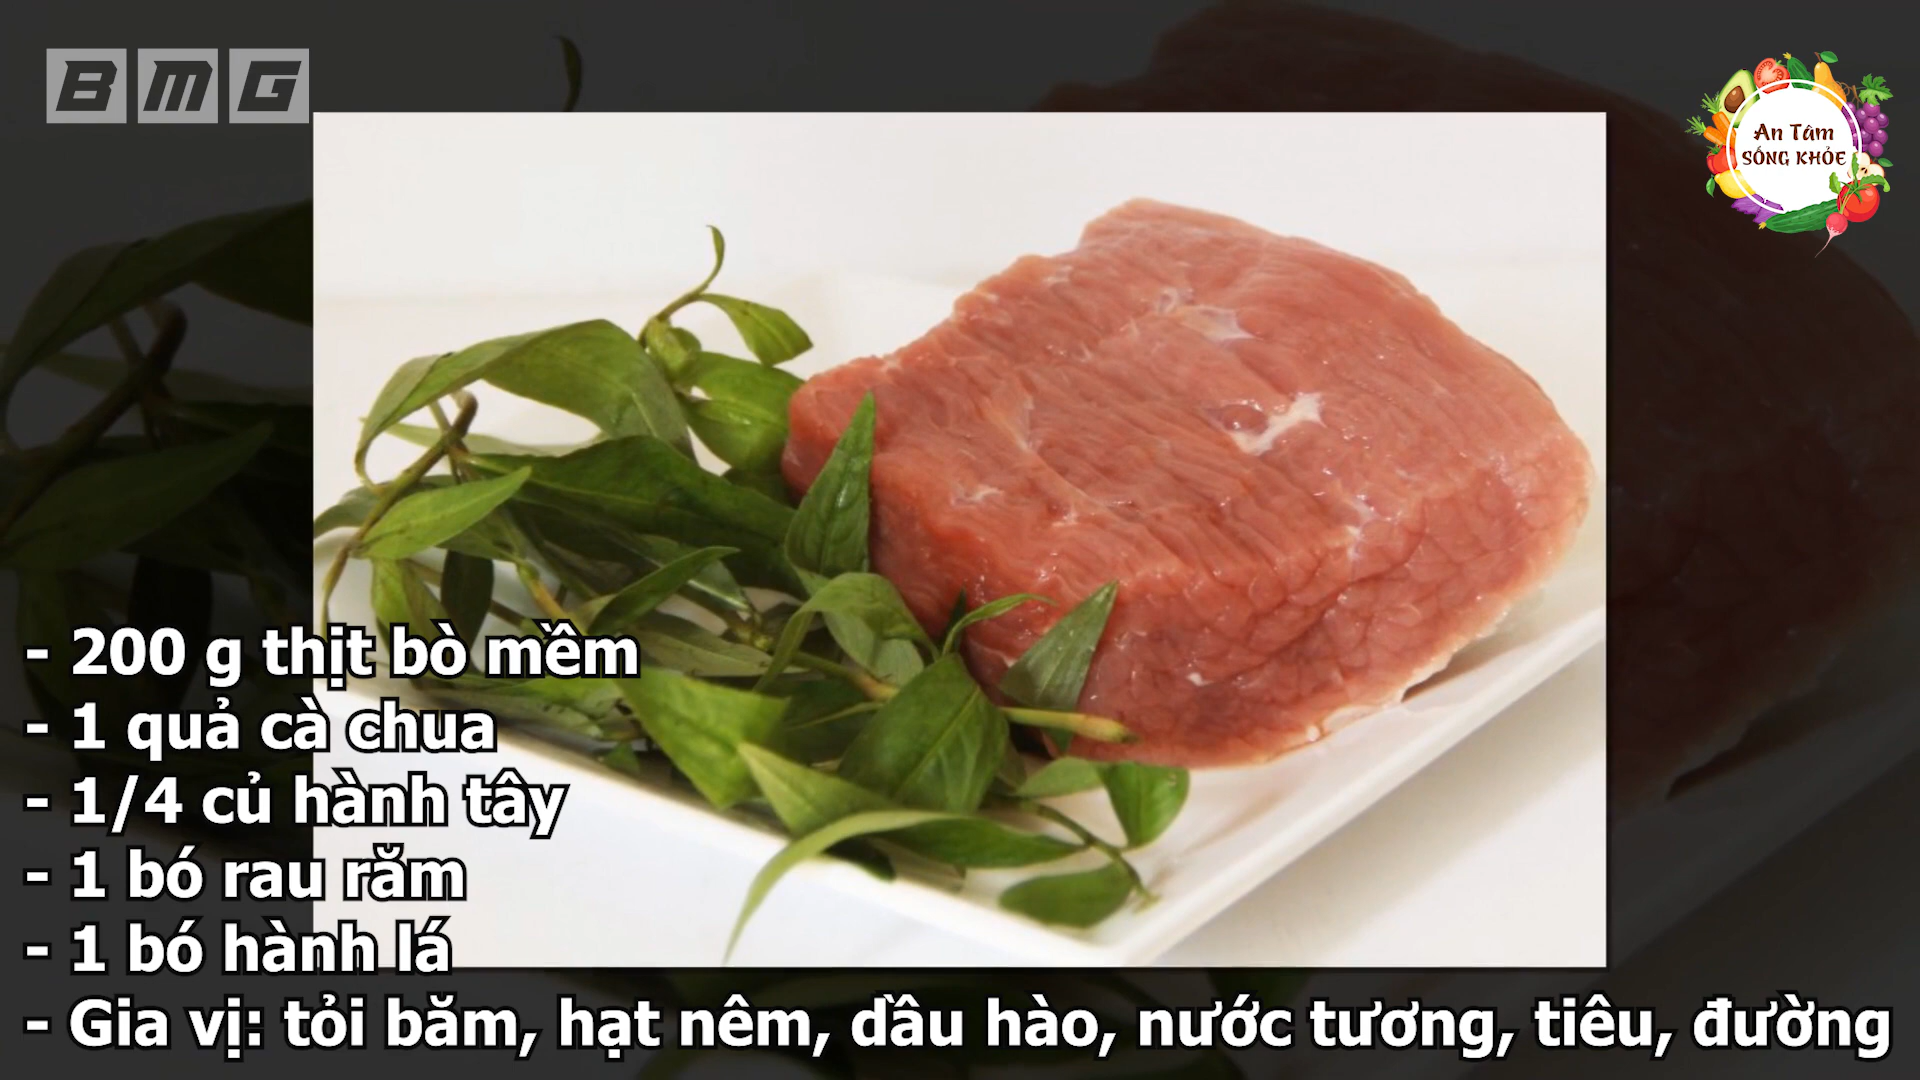 BMG
An Tâm
SỐNG KHỎE
- 200 g thịt bò mềm
- 1 quả cà chua
- 1/4 củ hành tây
- 1 bó rau răm
- 1 bó hành lá
- Gia vị: tỏi băm, hạt nêm, dầu hào, nước tương, tiêu, đường